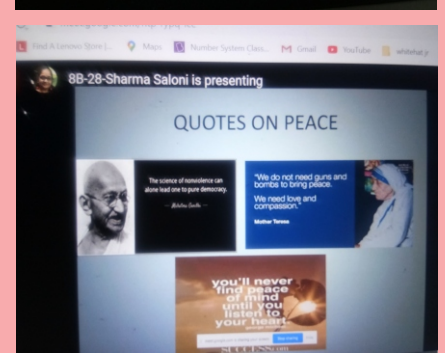 Find A Lenovo Store (...
Maps
Number System Clas...
Gmail
YouTube
whitehat jr
8B-28-Sharma Saloni is presenting
QUOTES ON PEACE
The science of nonviolence can
alone lead one to pure democracy.
"We do not need guns and
bombs to bring peace.
We need love and
compassion."
Mother Teresa
you'll never
find peace
of mind
until you
listen to
your heart.